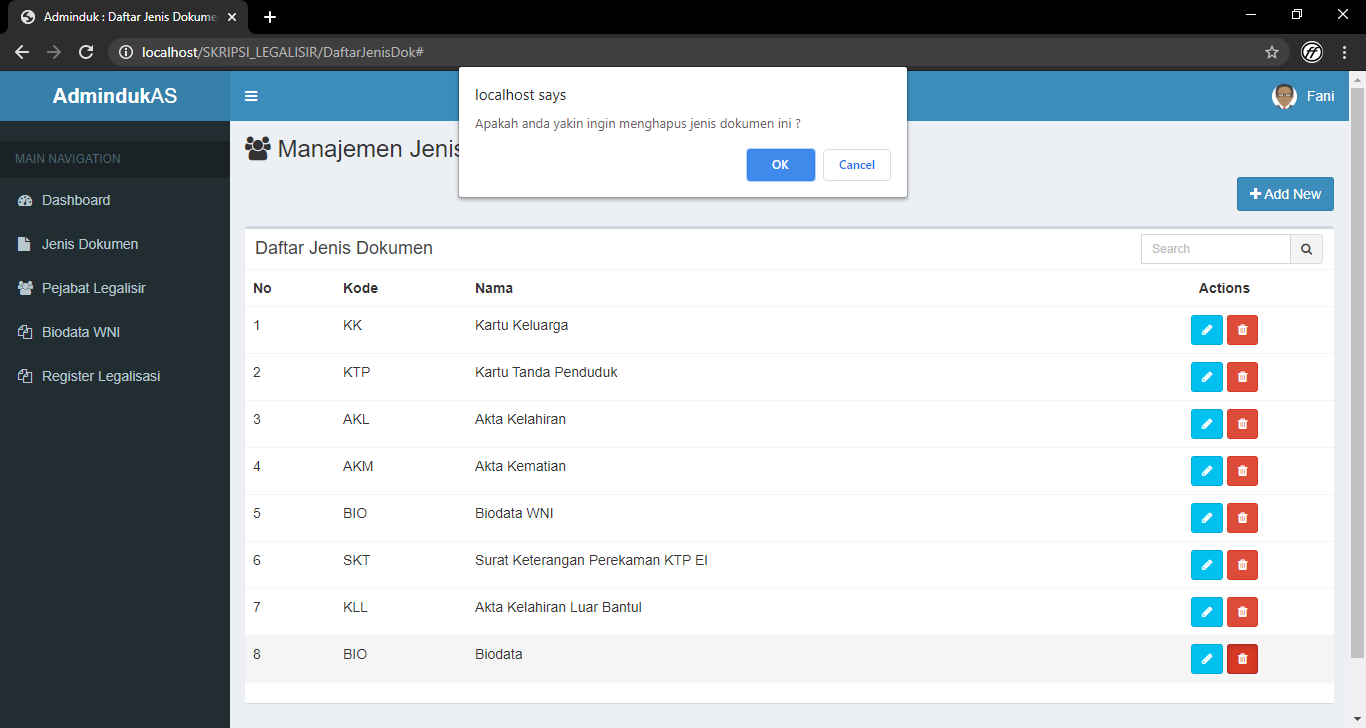 Adminduk : Daftar Jenis Dokume
localhost/SKRIPSI_LEGALISIR/DaftarJenisDok#
AdmindukAS
Fani
localhost says
Apakah anda yakin ingin menghapus jenis dokumen ini ?
OK
Cancel
MAIN NAVIGATION
Dashboard
Jenis Dokumen
Pejabat Legalisir
Biodata WNI
Register Legalisasi
Manajemen Jenis
Add New
Daftar Jenis Dokumen
Search
No Kode Nama Actions
1 KK Kartu Keluarga
2 KTP Kartu Tanda Penduduk
3 AKL Akta Kelahiran
4 AKM Akta Kematian
5 BIO Biodata WNI
6 SKT Surat Keterangan Perekaman KTP El
7 KLL Akta Kelahiran Luar Bantul
8 BIO Biodata